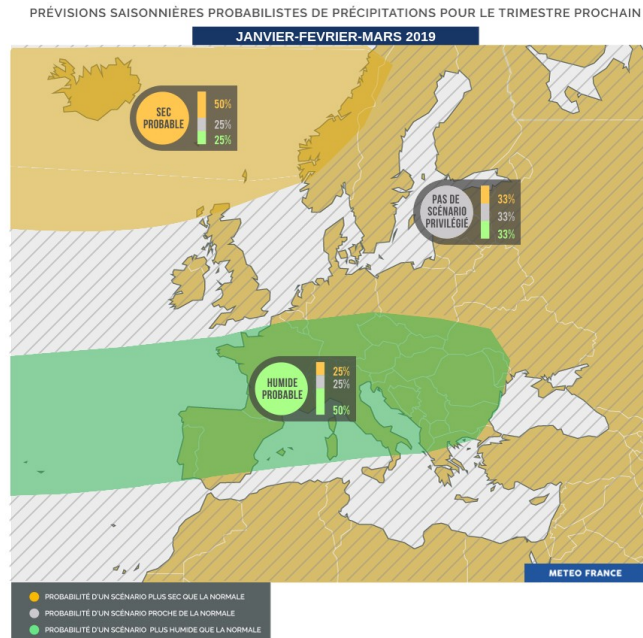 PRÉVISIONS SAISONNIÈRES PROBABILISTES DE PRÉCIPITATIONS POUR LE TRIMESTRE PROCHAIN
JANVIER-FEVRIER-MARS 2019
SEC
PROBABLE
50%
25%
25%
PAS DE
SCÉNARIO
PRIVILÉGIÉ
33%
33%
33%
HUMIDE
PROBABLE
25%
25%
50%
METEO FRANCE
PROBABILITÉ D'UN SCÉNARIO PLUS SEC QUE LA NORMALE
PROBABILITÉ D'UN SCÉNARIO PROCHE DE LA NORMALE
PROBABILITÉ D'UN SCÉNARIO PLUS HUMIDE QUE LA NORMALE